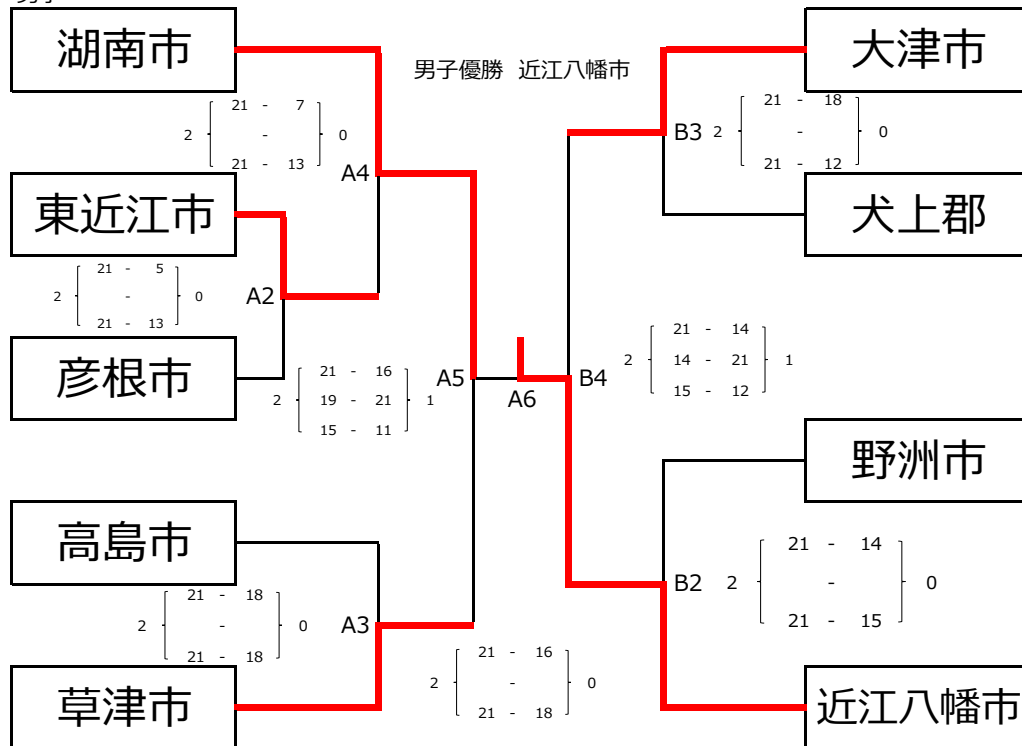 湖南市
大津市
男子優勝 近江八幡市
21 - 7
2 - 0
21 - 13
A4
B3
21 - 18
2 - 0
21 - 12
東近江市
犬上郡
21 - 5
2 - 0
21 - 13
A2
彦根市
21 - 16
2 19 - 21 1
15 - 11
A5
A6
B4
21 - 14
2 14 - 21 1
15 - 12
野洲市
高島市
21 - 18
2 - 0
21 - 18
A3
B2
21 - 14
2 - 0
21 - 15
草津市
21 - 16
2 - 0
21 - 18
近江八幡市